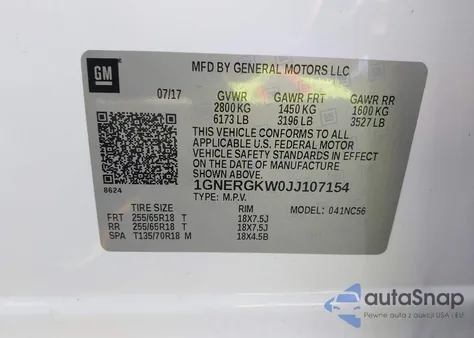 GM
MFD BY GENERAL MOTORS LLC
07/17
GVWR GAWR FRT GAWR RR
2800 KG 1450 KG 1600 KG
6173 LB 3196 LB 3527 LB
THIS VEHICLE CONFORMS TO ALL
APPLICABLE U.S. FEDERAL MOTOR
VEHICLE SAFETY STANDARDS IN
EFFECT ON THE DATE OF MANUFACTURE
SHOWN ABOVE.
8624
1GNERGKW0JJ107154
TYPE: M.P.V. MODEL: 041NC56
TIRE SIZE RIM
FRT 255/65R18 T 18X7.5J
RR 255/65R18 T 18X7.5J
SPA T135/70R18 M 18X4.5B
autoSnap
Pewne auta z aukcji USA i EU